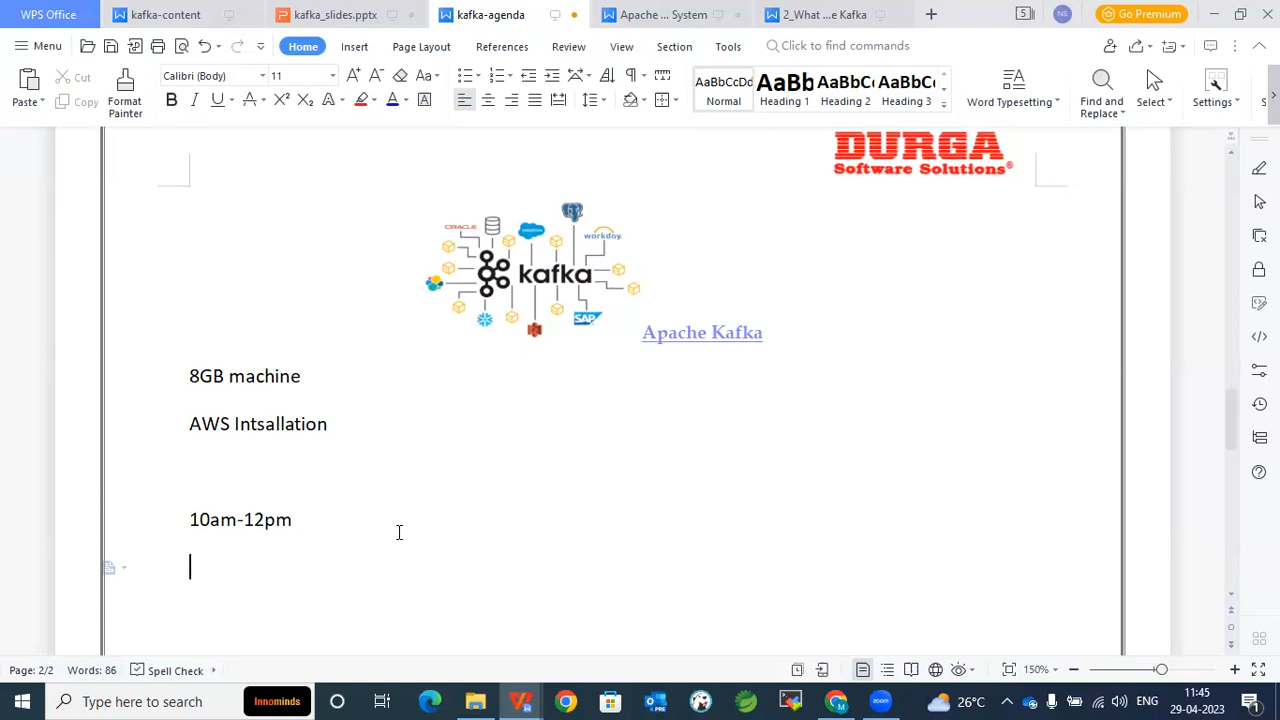 WPS Office
kafka-content
kafka_slides.pptx
kafka-agenda
Apache ... System
2_What ...e Kafka
5
NS
Go Premium
Menu
Home
Insert
Page Layout
References
Review
View
Section
Tools
Click to find commands
Paste
Cut
Copy
Format Painter
Calibri (Body)
11
AaBbCcDd
Normal
AaBb
Heading 1
AaBbC
Heading 2
AaBbC
Heading 3
Word Typesetting
Find and Replace
Select
Settings
DURGA
Software Solutions®
ORACLE
workday.
kafka
SAP
Apache Kafka
8GB machine
AWS Intsallation
10am-12pm
Page: 2/2
Words: 86
Spell Check
150%
Type here to search
Innominds
zoom
26°C
ENG
11:45
29-04-2023
1